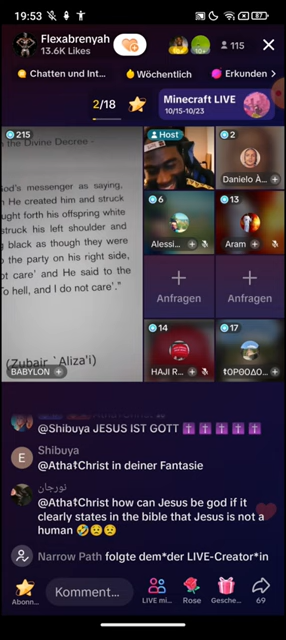 19:53
87
Flexabrenyah
13.6K Likes
10+
115
Chatten und Int...
Wöchentlich
Erkunden
2/18
Minecraft LIVE
10/15-10/23
215
the Divine Decree -
God's messenger as saying,
He created him and struck
ught forth his offspring white
struck his left shoulder and
g black as though they were
o the party on his right side,
ot care' and He said to the
To hell, and I do not care'."
(Zubair `Aliza'i)
BABYLON
Host
2
Danielo À...
6
Alessi...
13
Aram
Anfragen
Anfragen
14
HAJI R...
17
@Shibuya JESUS IST GOTT ✝️✝️✝️✝️✝️
E
Shibuya
@Atha☦Christ in deiner Fantasie
نورجان
@Atha☦Christ how can Jesus be god if it
clearly states in the bible that Jesus is not a
human 🤣😣😣
Narrow Path folgte dem*der LIVE-Creator*in
Abonn...
Komment...
LIVE mi...
Rose
Gesche...
69